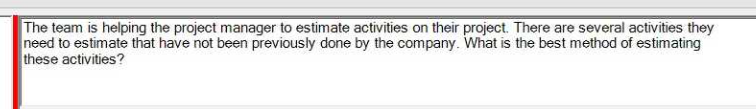 The team is helping the project manager to estimate activities on their project. There are several activities they
need to estimate that have not been previously done by the company. What is the best method of estimating
these activities?